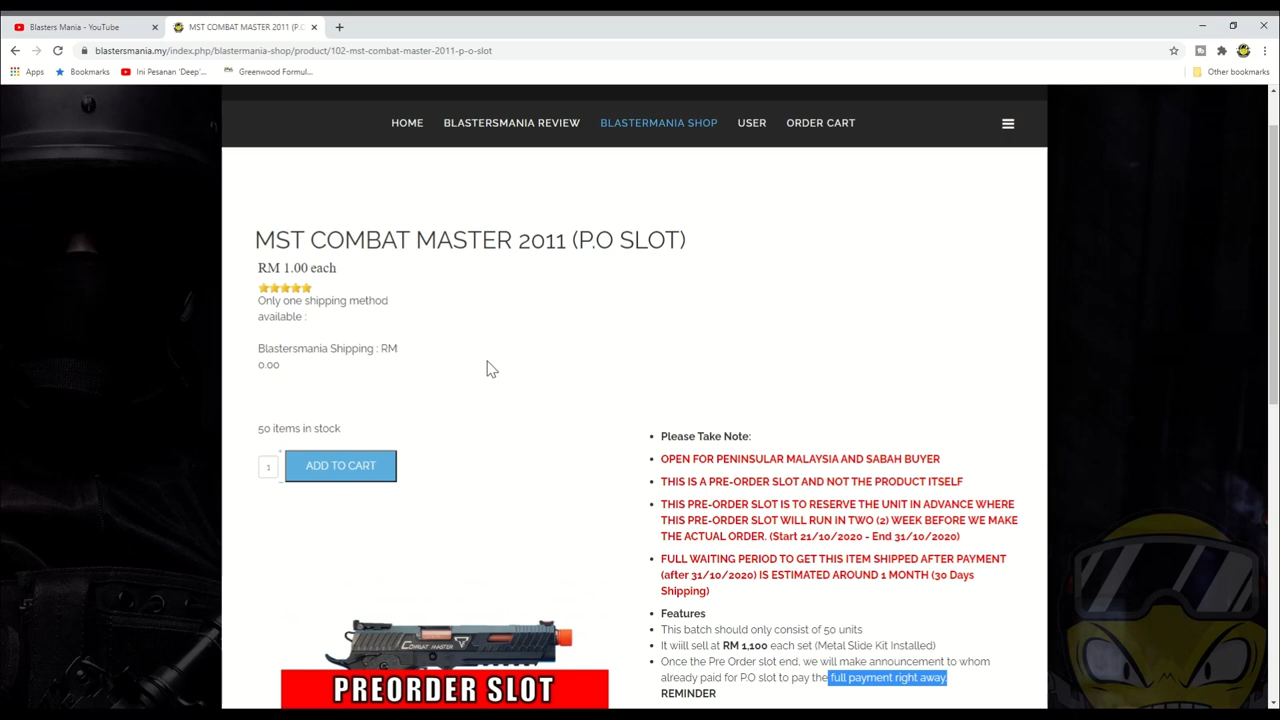 Blasters Mania - YouTube
MST COMBAT MASTER 2011 (P.O
blastersmania.my/index.php/blastermania-shop/product/102-mst-combat-master-2011-p-o-slot
Apps
Bookmarks
Ini Pesanan 'Deep'...
Greenwood Formul...
Other bookmarks
HOME
BLASTERSMANIA REVIEW
BLASTERMANIA SHOP
USER
ORDER CART
MST COMBAT MASTER 2011 (P.O SLOT)
RM 1.00 each
Only one shipping method
available :
Blastersmania Shipping : RM
0.00
50 items in stock
1
ADD TO CART
COMBAT MASTER
PREORDER SLOT
Please Take Note:
OPEN FOR PENINSULAR MALAYSIA AND SABAH BUYER
THIS IS A PRE-ORDER SLOT AND NOT THE PRODUCT ITSELF
THIS PRE-ORDER SLOT IS TO RESERVE THE UNIT IN ADVANCE WHERE
THIS PRE-ORDER SLOT WILL RUN IN TWO (2) WEEK BEFORE WE MAKE
THE ACTUAL ORDER. (Start 21/10/2020 - End 31/10/2020)
FULL WAITING PERIOD TO GET THIS ITEM SHIPPED AFTER PAYMENT
(after 31/10/2020) IS ESTIMATED AROUND 1 MONTH (30 Days
Shipping)
Features
This batch should only consist of 50 units
It wiill sell at RM 1,100 each set (Metal Slide Kit Installed)
Once the Pre Order slot end, we will make announcement to whom
already paid for P.O slot to pay the full payment right away.
REMINDER